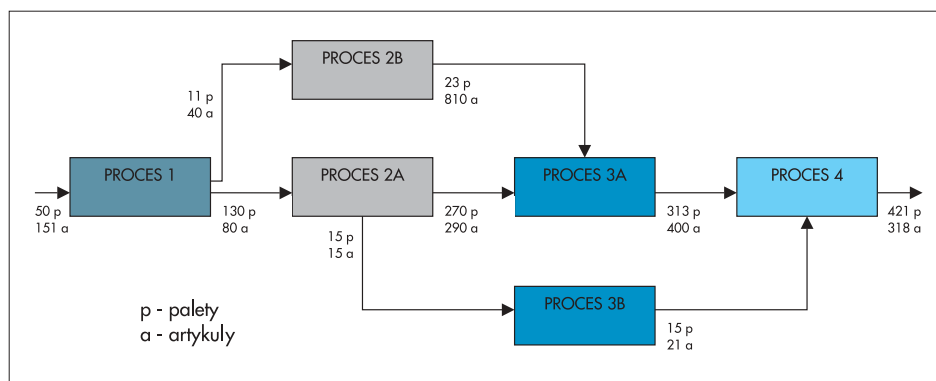 PROCES 2B
11 p
40 a
23 p
810 a
PROCES 1
PROCES 2A
PROCES 3A
PROCES 4
50 p
151 a
130 p
80 a
270 p
290 a
313 p
400 a
421 p
318 a
15 p
15 a
PROCES 3B
15 p
21 a
p - palety
a - artykuly